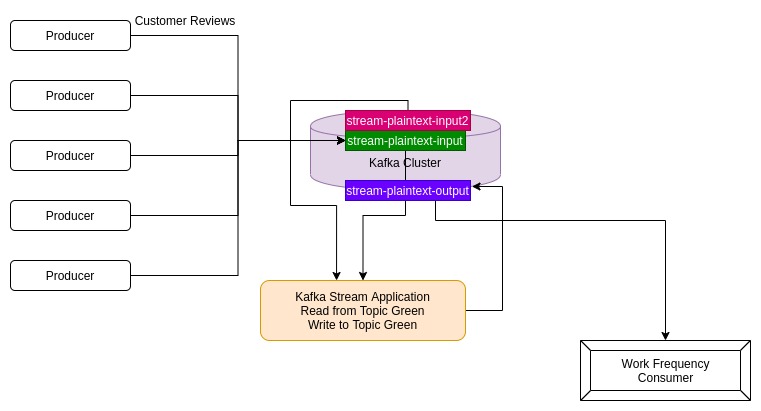 Customer Reviews
Producer
Producer
Producer
Producer
Producer
stream-plaintext-input2
stream-plaintext-input
Kafka Cluster
stream-plaintext-output
Kafka Stream Application
Read from Topic Green
Write to Topic Green
Work Frequency
Consumer